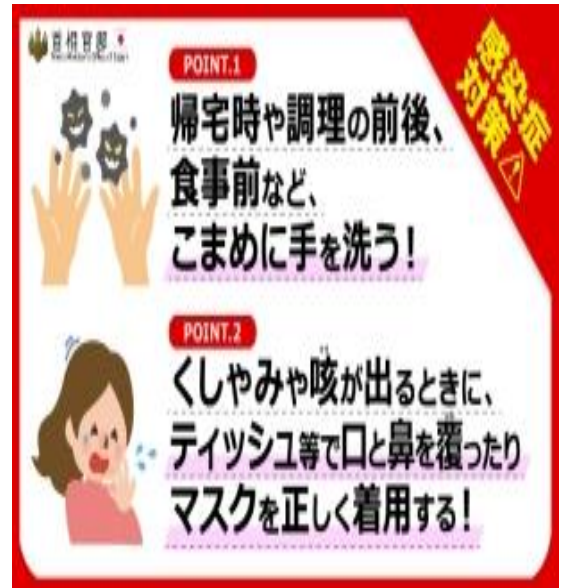 首相官邸
感染症
対策
POINT.1
帰宅時や調理の前後、
食事前など、
こまめに手を洗う!
POINT.2
くしゃみや咳が出るときに、
ティッシュ等で口と鼻を覆ったり
マスクを正しく着用する!